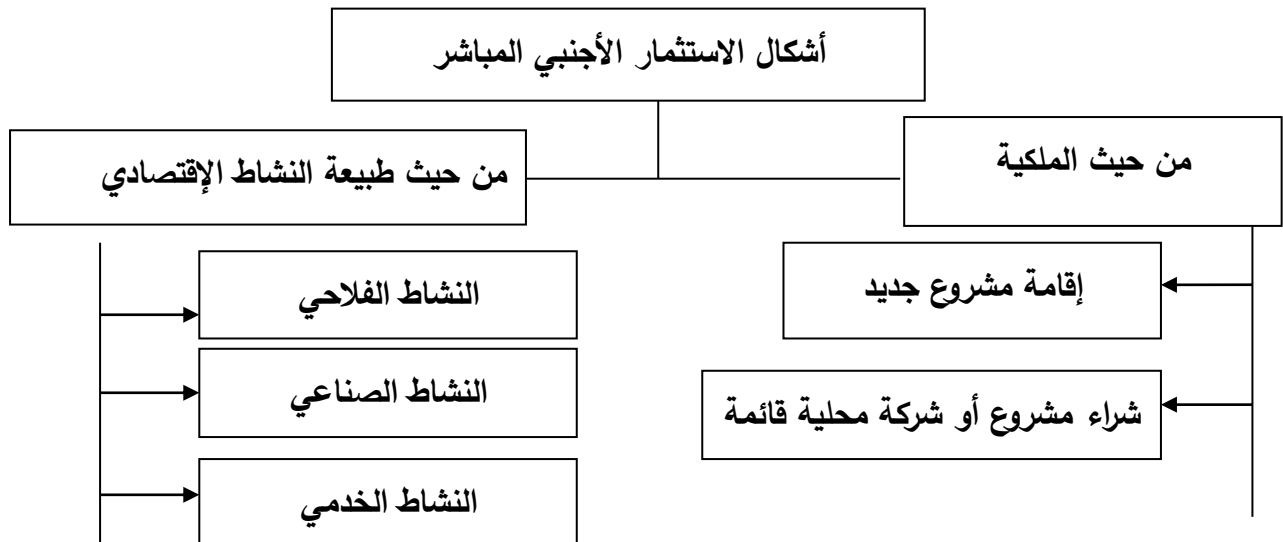 أشكال الاستثمار الأجنبي المباشر
من حيث الملكية
من حيث طبيعة النشاط الإقتصادي
إقامة مشروع جديد
شراء مشروع أو شركة محلية قائمة
النشاط الفلاحي
النشاط الصناعي
النشاط الخدمي